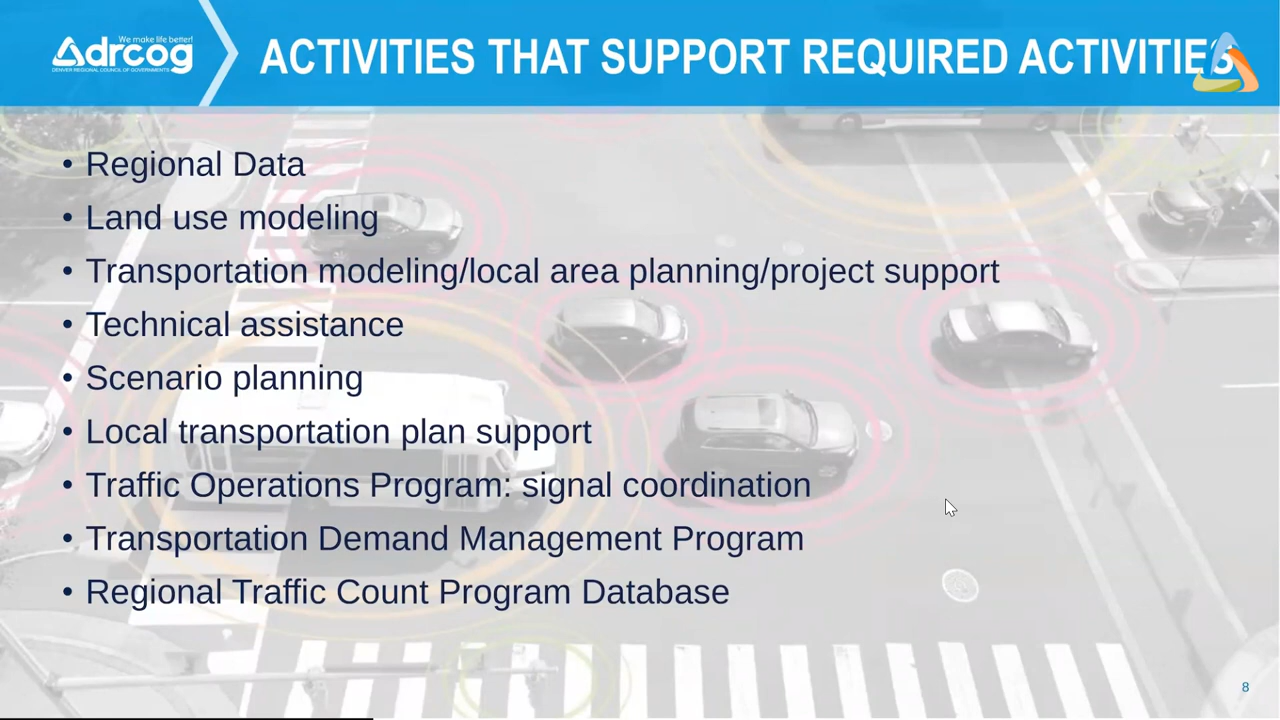 We make life better!
drcog
DENVER REGIONAL COUNCIL OF GOVERNMENTS
ACTIVITIES THAT SUPPORT REQUIRED ACTIVITIES
• Regional Data
• Land use modeling
• Transportation modeling/local area planning/project support
• Technical assistance
• Scenario planning
• Local transportation plan support
• Traffic Operations Program: signal coordination
• Transportation Demand Management Program
• Regional Traffic Count Program Database
8